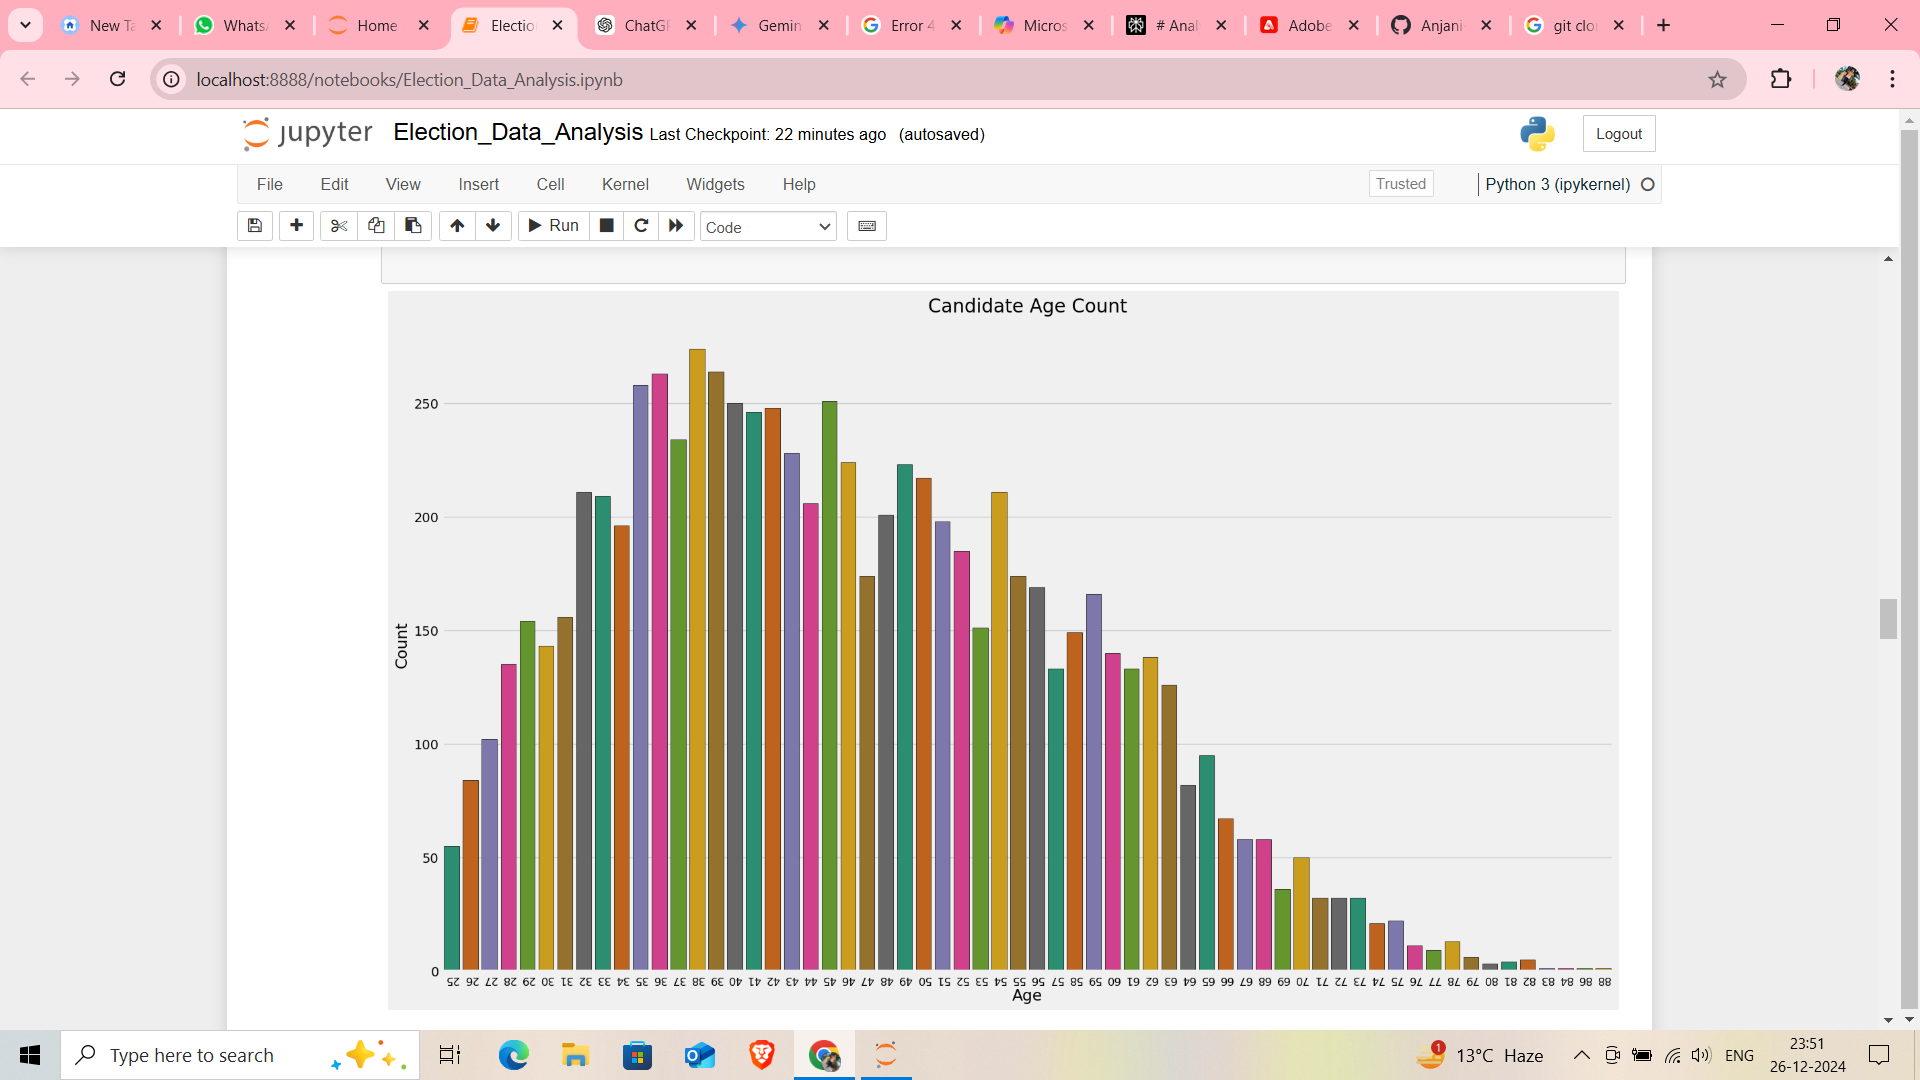 New Ta
Whats
Home
Electio
ChatG
Gemin
Error 4
Micros
# Anal
Adobe
Anjani
git clo
localhost:8888/notebooks/Election_Data_Analysis.ipynb
jupyter Election_Data_Analysis Last Checkpoint: 22 minutes ago (autosaved)
Logout
File Edit View Insert Cell Kernel Widgets Help
Trusted
Python 3 (ipykernel)
Run
Code
Candidate Age Count
250
200
150
100
50
0
Count
25 26 27 28 29 30 31 32 33 34 35 36 37 38 39 40 41 42 43 44 45 46 47 48 49 50 51 52 53 54 55 56 57 58 59 60 61 62 63 64 65 66 67 68 69 70 71 72 73 74 75 76 77 78 79 80 81 82 83 84 86 88
Age
Type here to search
1
13°C Haze
ENG
23:51
26-12-2024